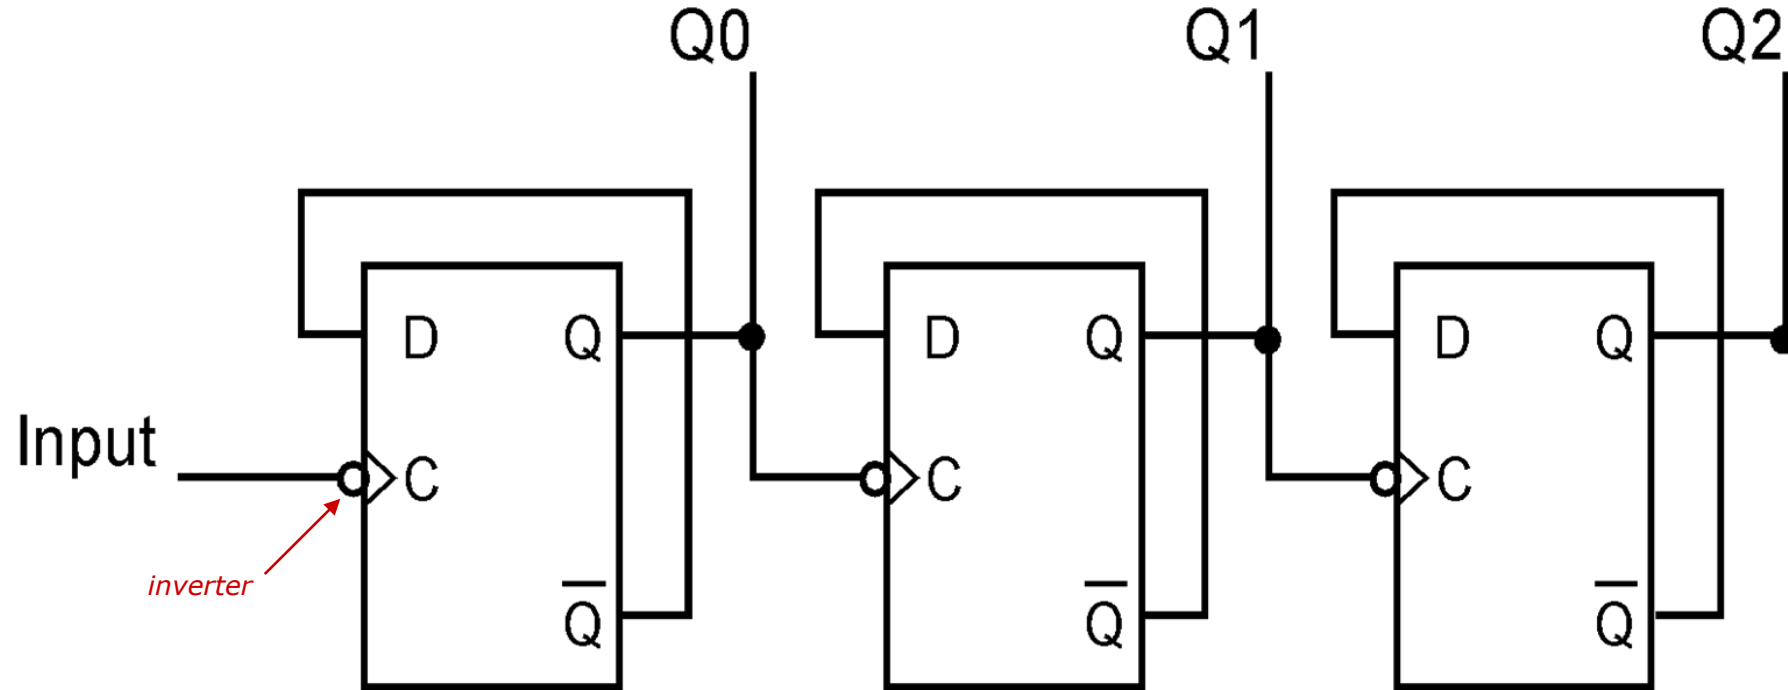 Q0 Q1 Q2
D Q D Q D Q
Input
C C C
inverter
Q̅ Q̅ Q̅